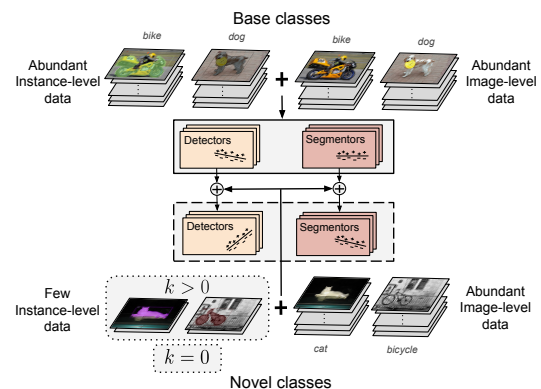 Base classes
bike
dog
bike
dog
Abundant
Instance-level
data
+
Abundant
Image-level
data
Detectors
Segmentors
Detectors
Segmentors
Few
Instance-level
data
k > 0
+
Abundant
Image-level
data
k = 0
cat
bicycle
Novel classes